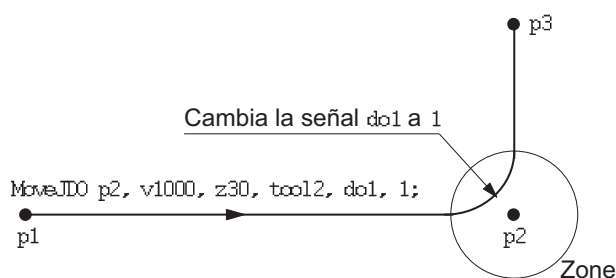 p3
Cambia la señal do1 a 1
MoveJDO p2, v1000, z30, tool2, do1, 1;
p1
p2
Zone